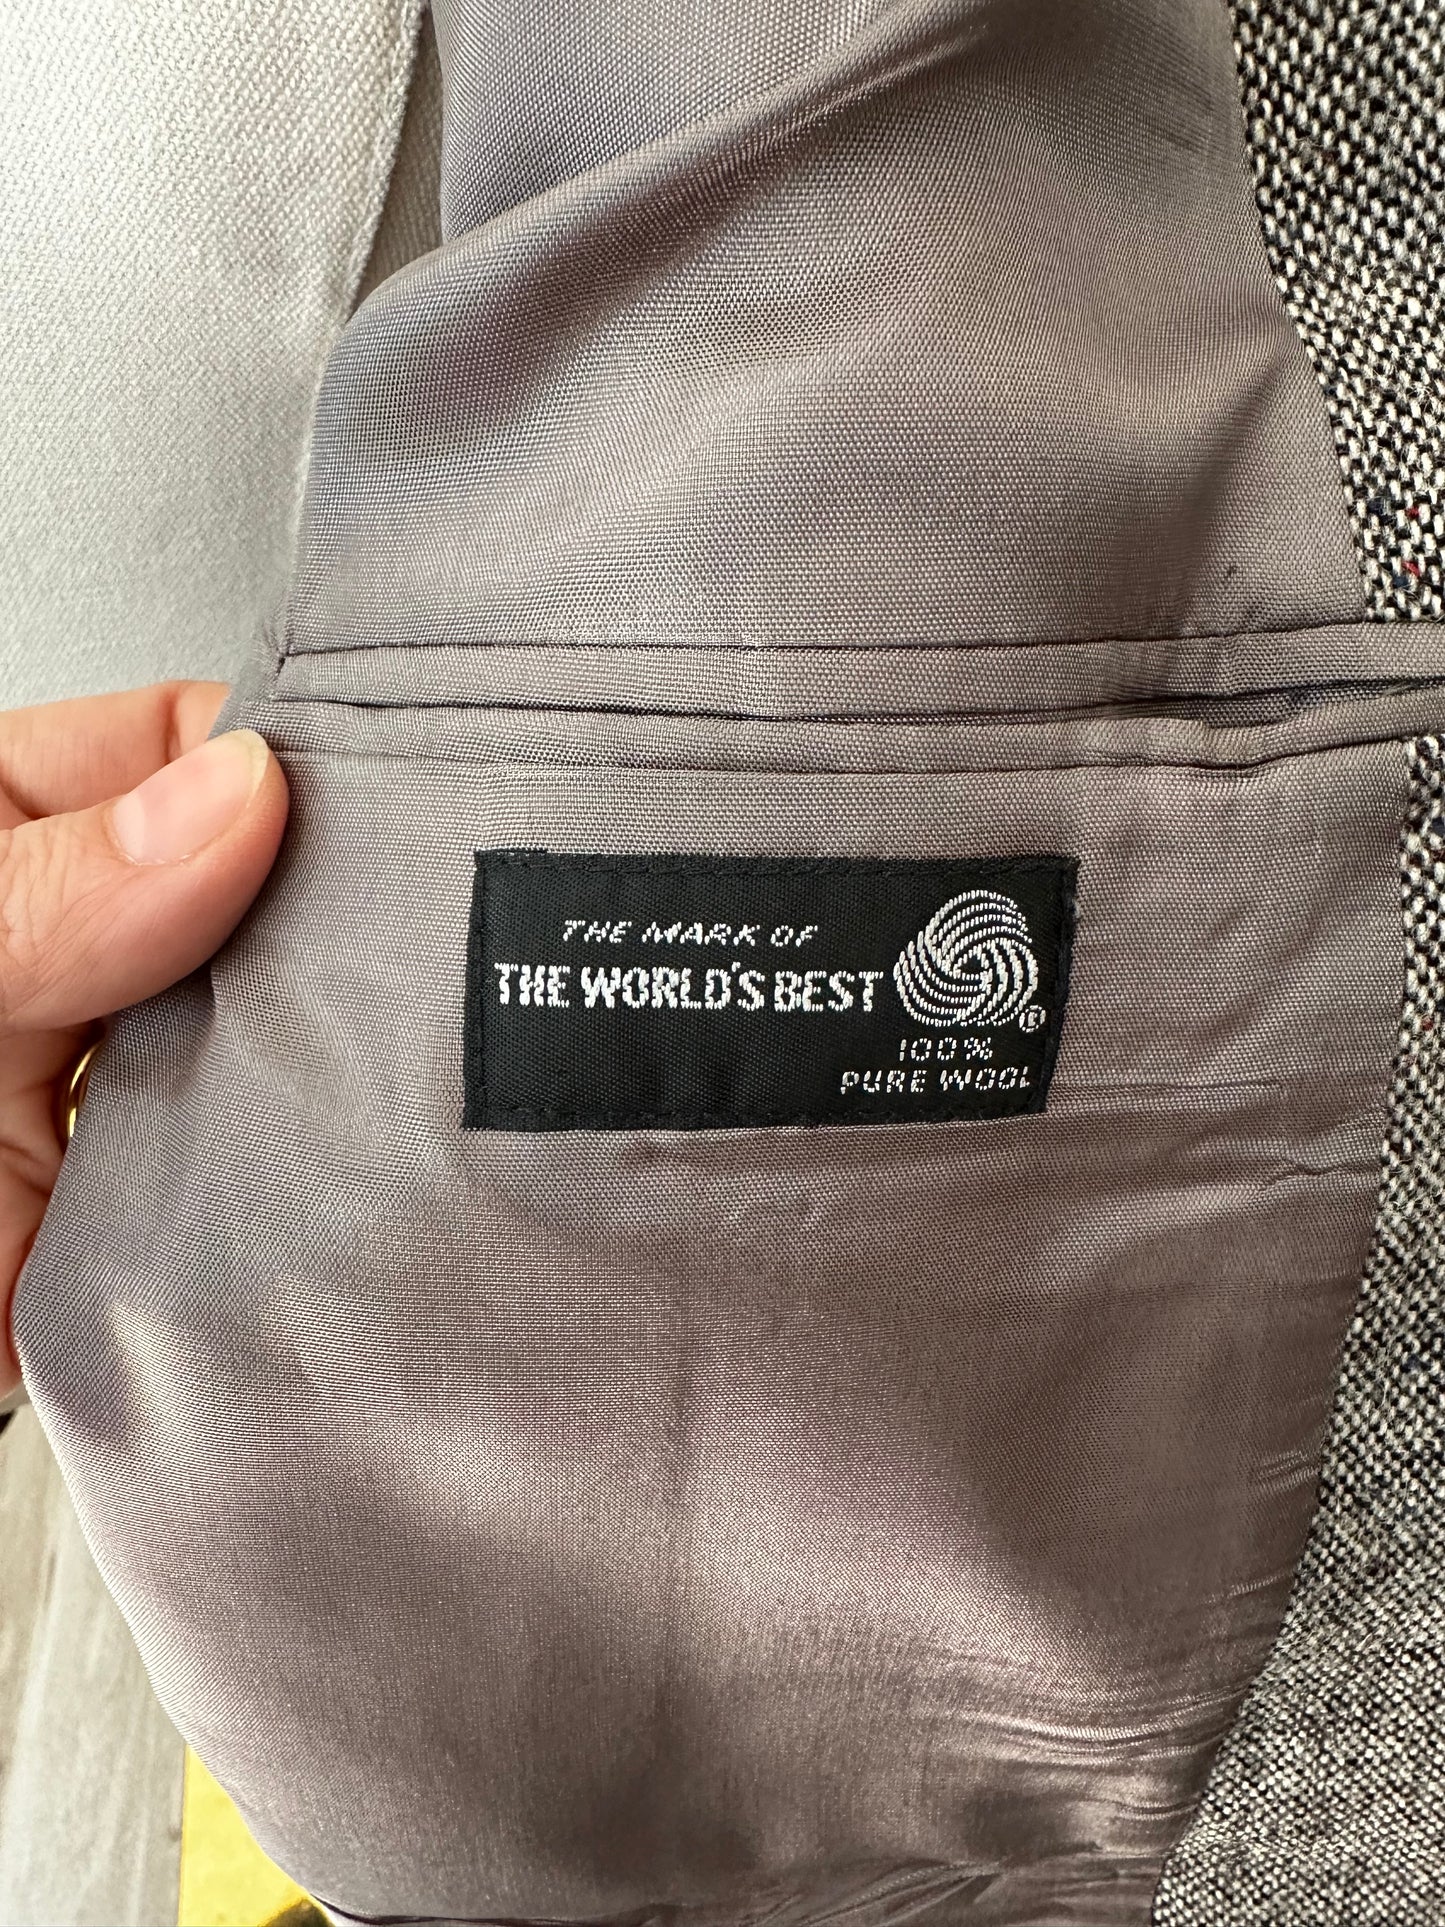 THE MARK OF
THE WORLD'S BEST
®
100%
PURE WOOL